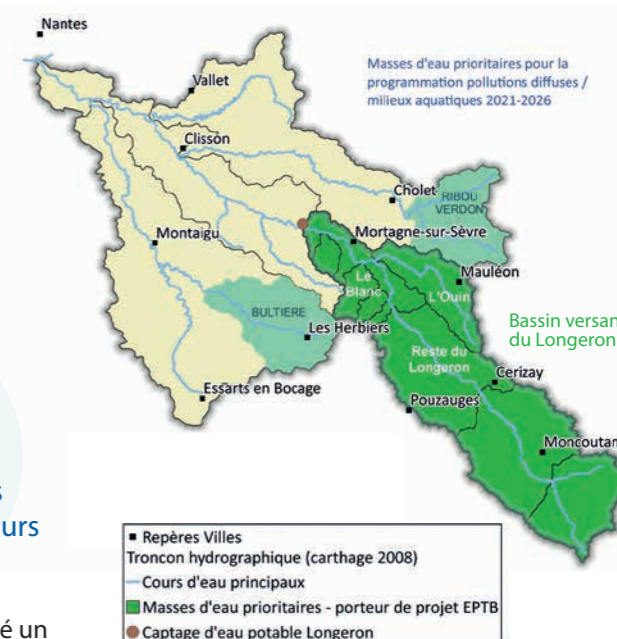 Nantes
Masses d'eau prioritaires pour la
programmation pollutions diffuses /
milieux aquatiques 2021-2026
Vallet
Clisson
Cholet
RIBOU
VERDON
Montaigu
Mortagne-sur-Sèvre
Mauléon
Le
Blanc
L'Ouin
BULTIERE
Les Herbiers
Bassin versan
du Longeron
Reste du
Longeron
Cerizay
Essarts en Bocage
Pouzauges
Moncoutan
s
urs
é un
Repères Villes
Troncon hydrographique (carthage 2008)
Cours d'eau principaux
Masses d'eau prioritaires - porteur de projet EPTB
Captage d'eau potable Longeron